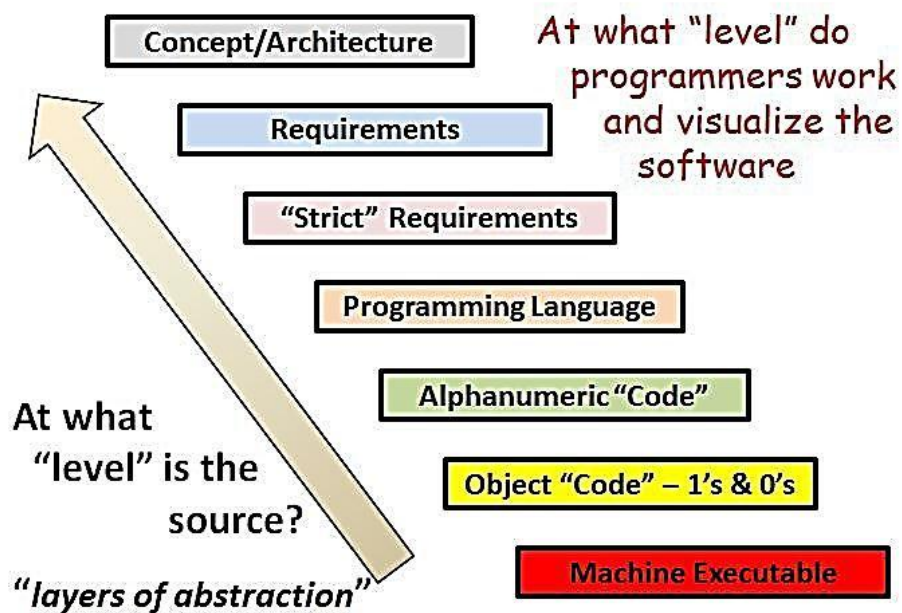 Concept/Architecture
At what “level” do
programmers work
and visualize the
software
Requirements
“Strict” Requirements
Programming Language
Alphanumeric “Code”
At what
“level” is the
source?
Object “Code” – 1’s & 0’s
Machine Executable
“layers of abstraction”